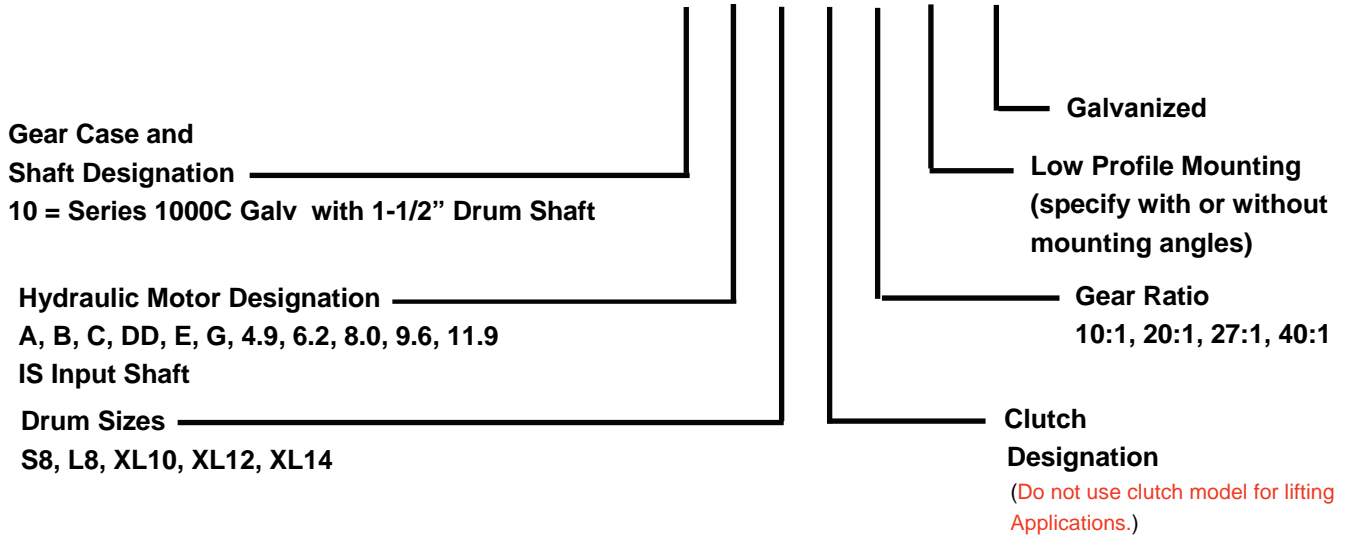 Gear Case and
Shaft Designation
10 = Series 1000C Galv with 1-1/2” Drum Shaft
Hydraulic Motor Designation
A, B, C, DD, E, G, 4.9, 6.2, 8.0, 9.6, 11.9
IS Input Shaft
Drum Sizes
S8, L8, XL10, XL12, XL14
Galvanized
Low Profile Mounting
(specify with or without
mounting angles)
Gear Ratio
10:1, 20:1, 27:1, 40:1
Clutch
Designation
(Do not use clutch model for lifting
Applications.)